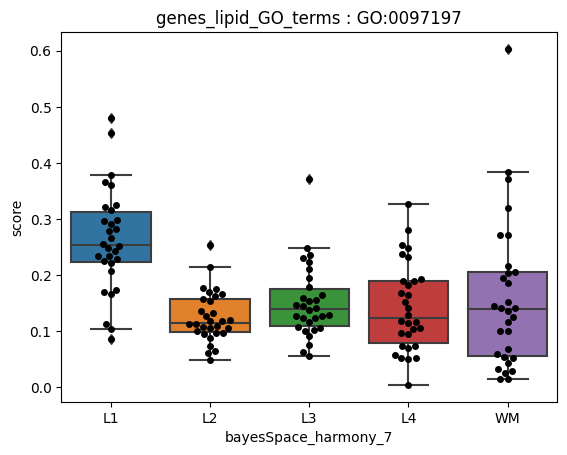 genes_lipid_GO_terms : GO:0097197
0.6
0.5
0.4
0.3
0.2
0.1
0.0
score
L1 L2 L3 L4 WM
bayesSpace_harmony_7